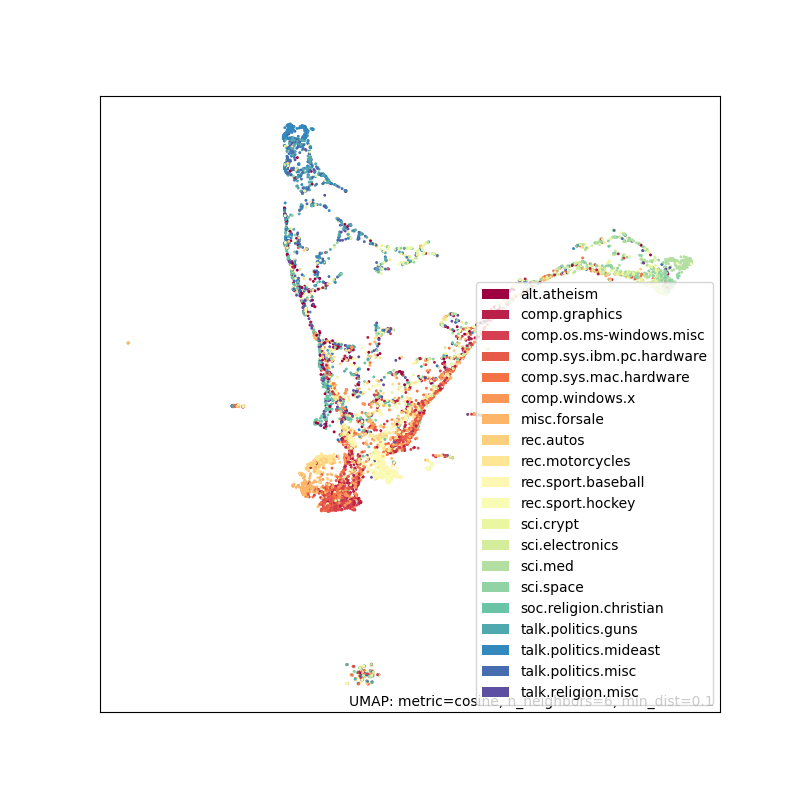 alt.atheism
comp.graphics
comp.os.ms-windows.misc
comp.sys.ibm.pc.hardware
comp.sys.mac.hardware
comp.windows.x
misc.forsale
rec.autos
rec.motorcycles
rec.sport.baseball
rec.sport.hockey
sci.crypt
sci.electronics
sci.med
sci.space
soc.religion.christian
talk.politics.guns
talk.politics.mideast
talk.politics.misc
talk.religion.misc
UMAP: metric=cosine, n_neighbors=6, min_dist=0.1